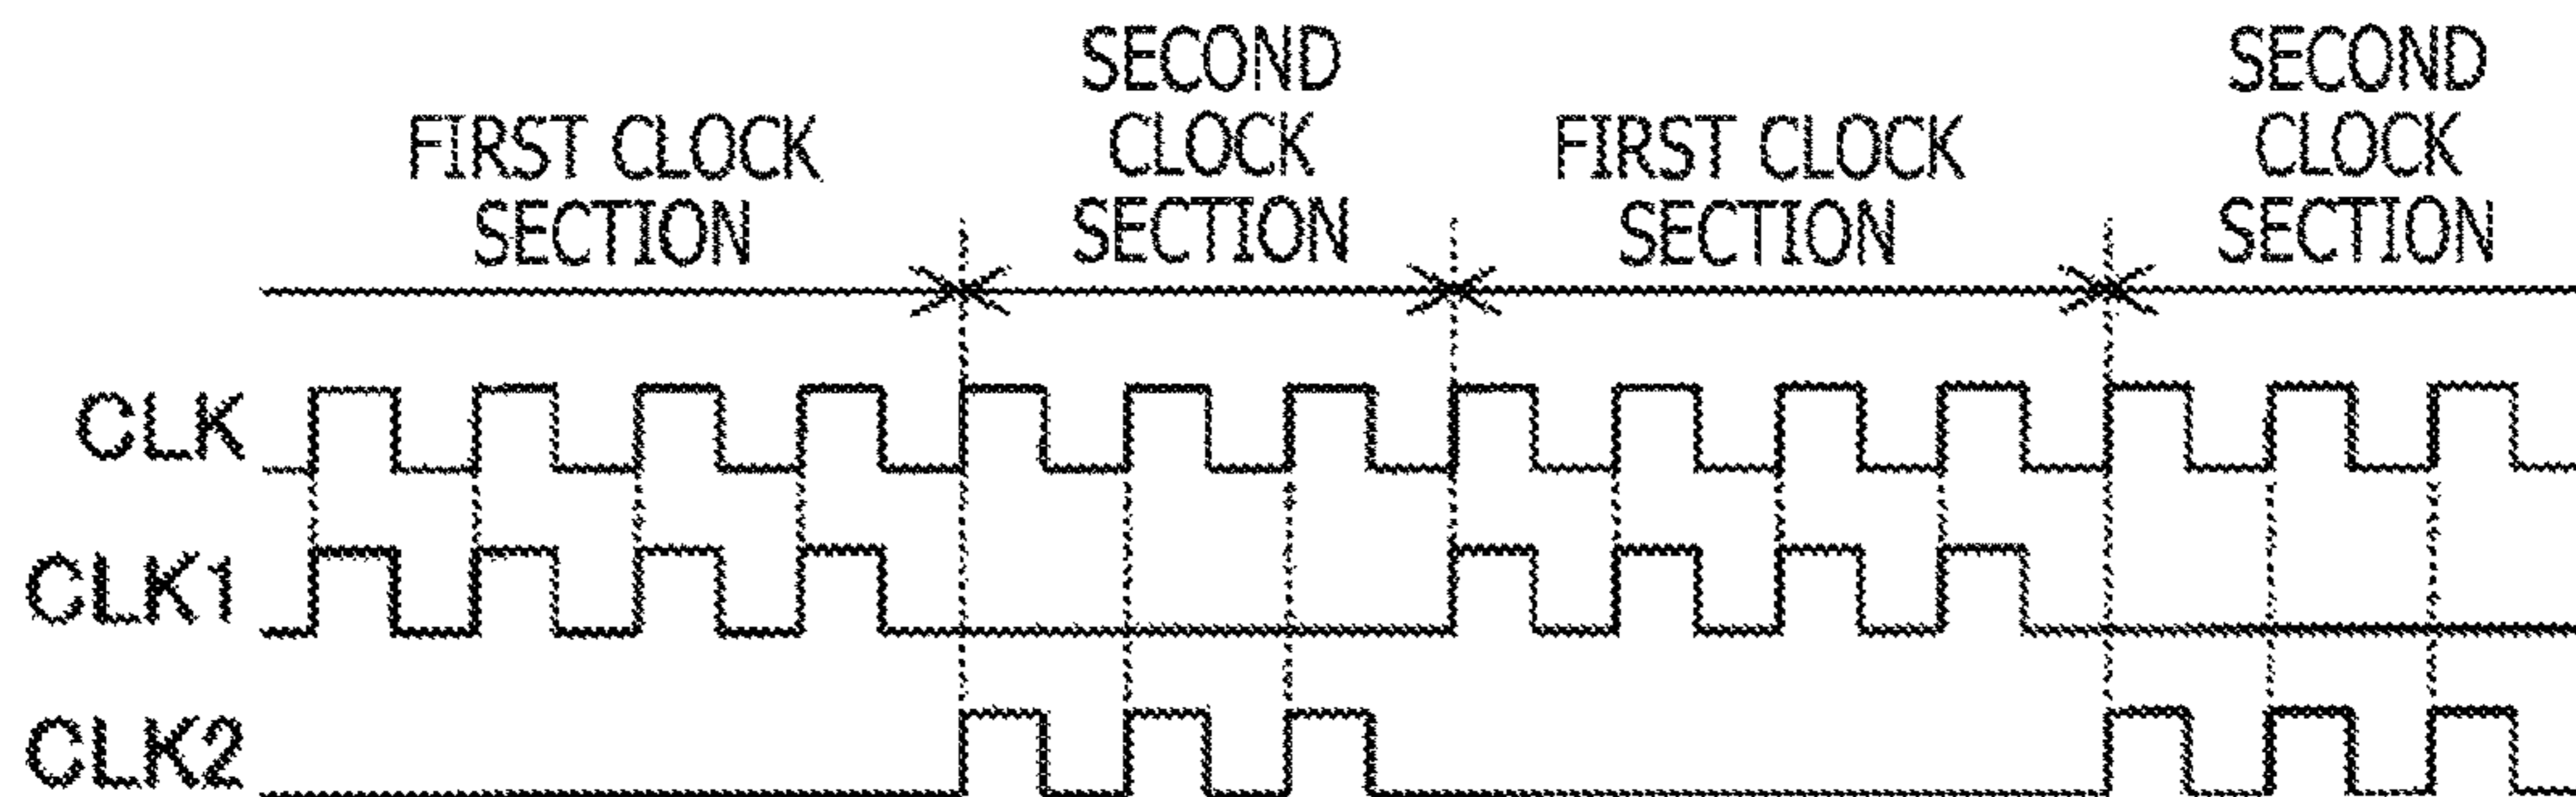 FIRST CLOCK
SECTION
SECOND
CLOCK
SECTION
FIRST CLOCK
SECTION
SECOND
CLOCK
SECTION
CLK
CLK1
CLK2